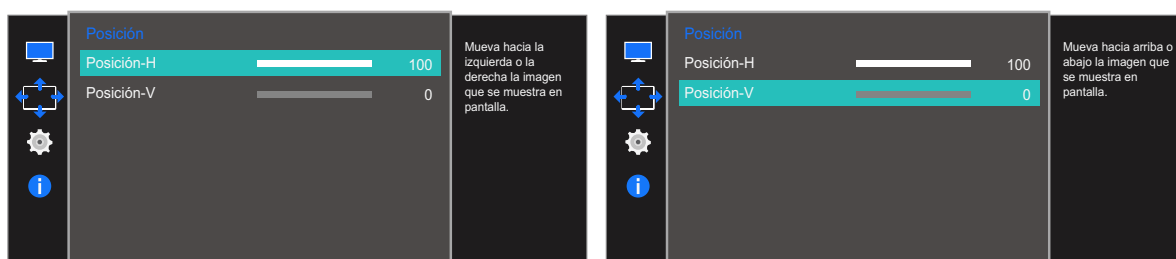 Posición
Posición-H 100
Posición-V 0
Mueva hacia la
izquierda o la
derecha la imagen
que se muestra en
pantalla.
Posición
Posición-H 100
Posición-V 0
Mueva hacia arriba o
abajo la imagen que
se muestra en
pantalla.